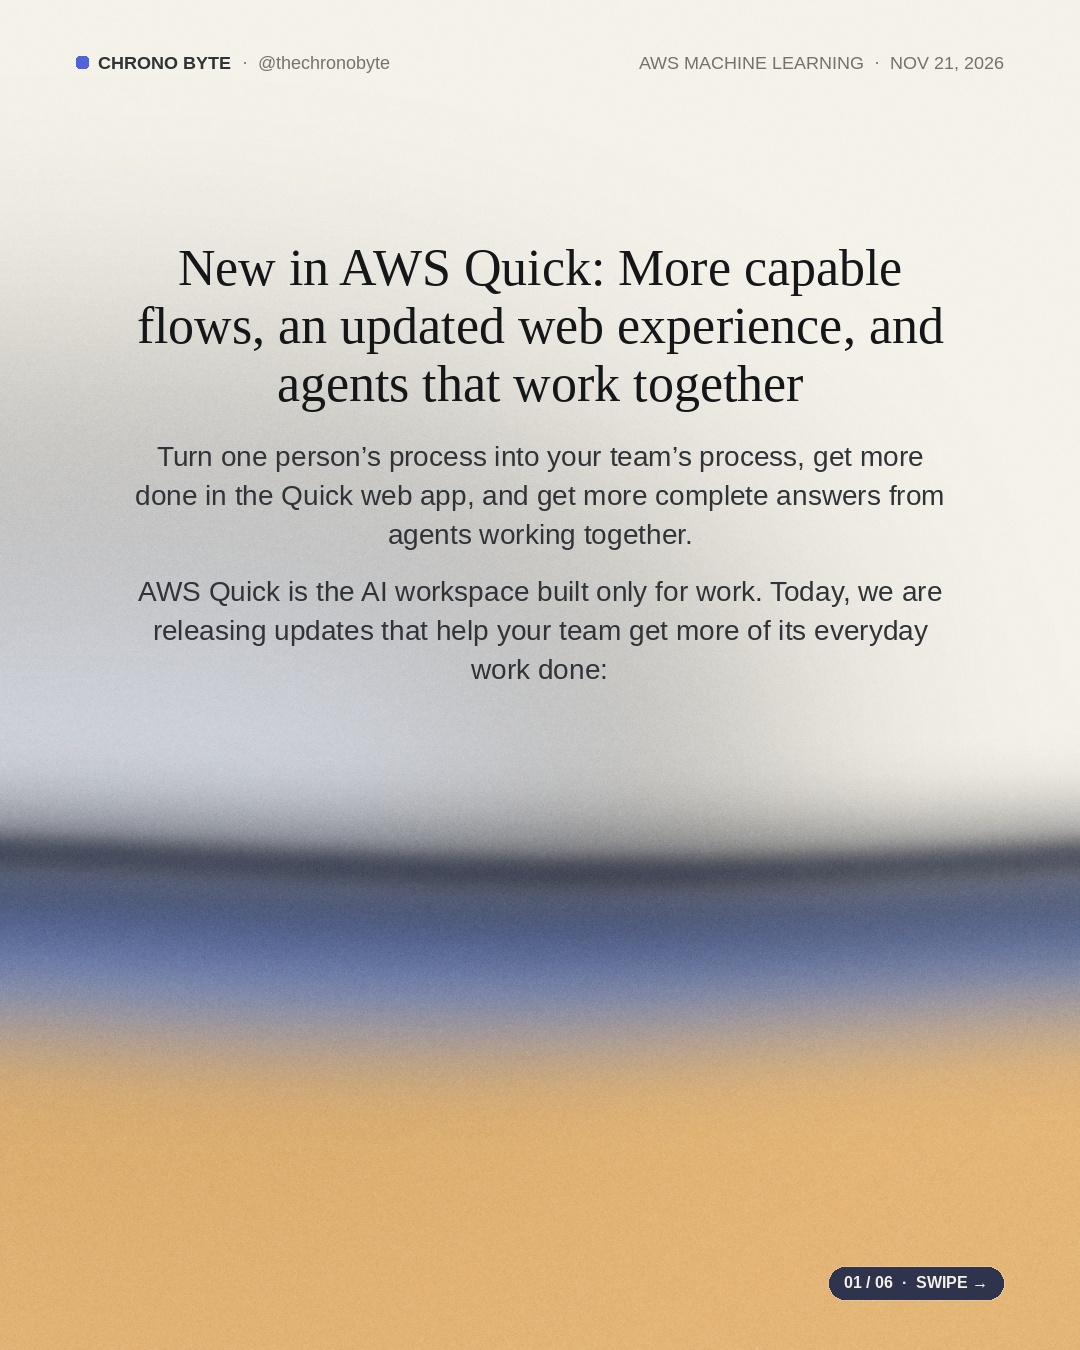 CHRONO BYTE · @thechronobyte
AWS MACHINE LEARNING · NOV 21, 2026
New in AWS Quick: More capable
flows, an updated web experience, and
agents that work together
Turn one person’s process into your team’s process, get more
done in the Quick web app, and get more complete answers from
agents working together.
AWS Quick is the AI workspace built only for work. Today, we are
releasing updates that help your team get more of its everyday
work done:
01 / 06 · SWIPE →